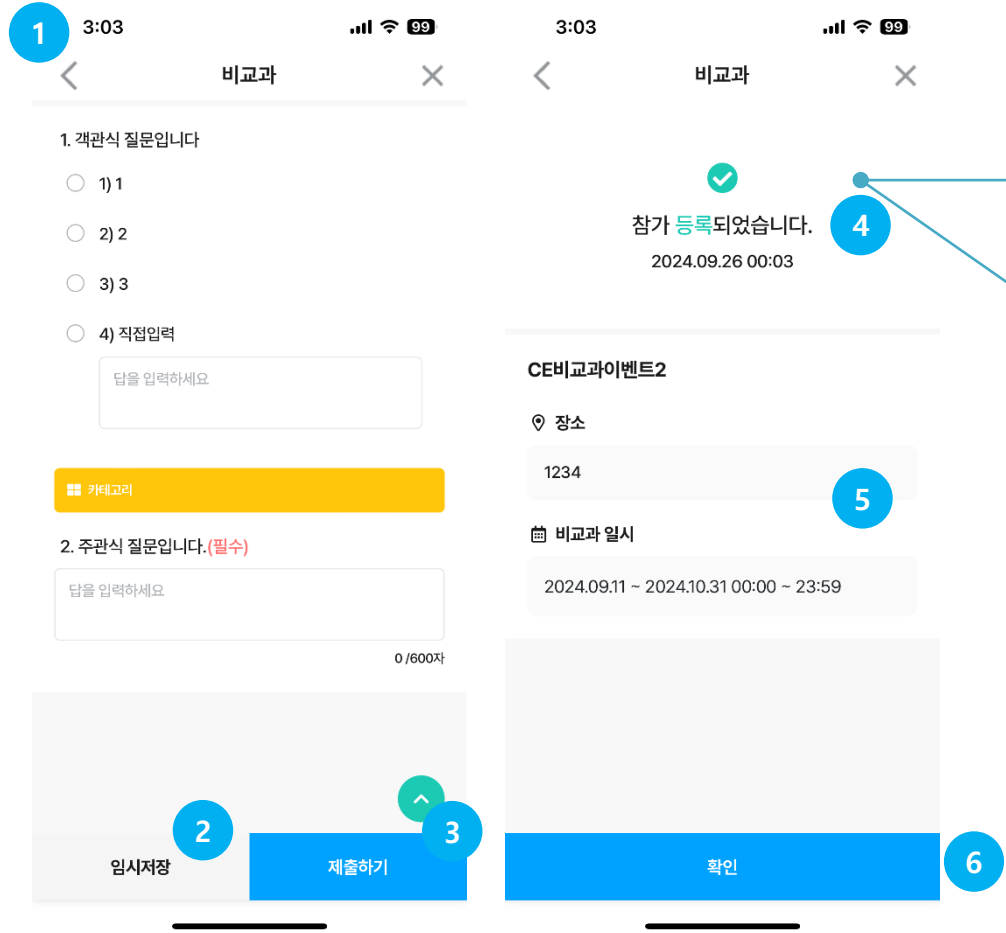 1
3:03
99
비교과
1. 객관식 질문입니다
1) 1
2) 2
3) 3
4) 직접입력
답을 입력하세요
카테고리
2. 주관식 질문입니다.(필수)
답을 입력하세요
0 /600자
2
3
임시저장
제출하기
3:03
99
비교과
참가 등록되었습니다.
4
2024.09.26 00:03
CE비교과이벤트2
장소
1234
5
비교과 일시
2024.09.11 ~ 2024.10.31 00:00 ~ 23:59
확인
6